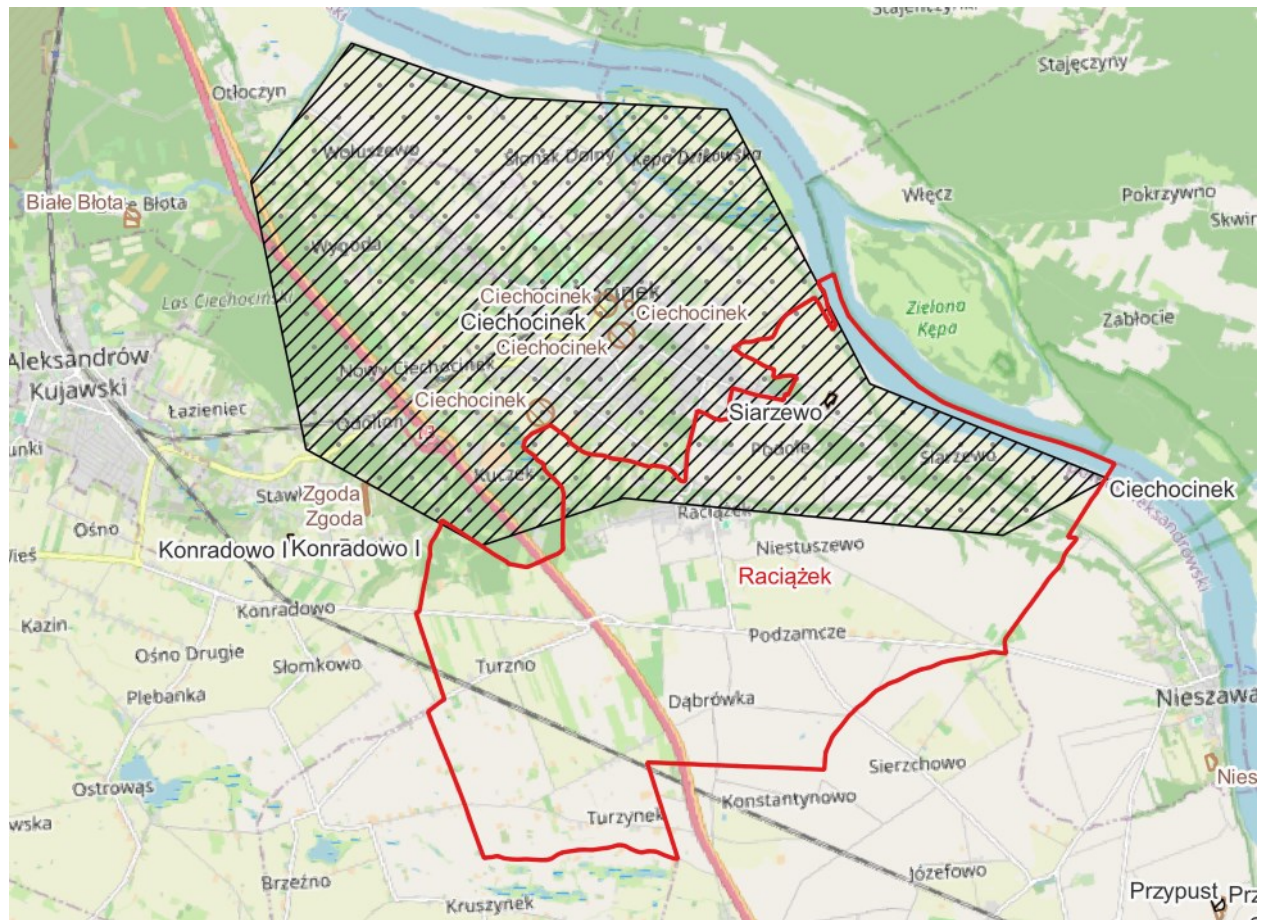 Stajęczyny
Otłoczyn
Wołuszewo
Słońsk Dolny
Kępa Dzikowska
Włęcz
Pokrzywno
Białe Błota
Błota
Wygoda
Las Ciechociński
Ciechocinek
Ciechocinek
Ciechocinek
Ciechocinek
Zielona
Kępa
Zabłocie
Aleksandrów
Kujawski
Nowy Ciechocinek
Ciechocinek
Łazieniec
Odolion
Siarzewo
Podole
Siarzewo
Kuczek
Zgoda
Zgoda
Ciechocinek
Ośno
Raciążek
Konradowo I
Konradowo I
Niestuszewo
Raciążek
Konradowo
Kazin
Podzamcze
Ośno Drugie
Słomkowo
Turzno
Plebanka
Dąbrówka
Nieszawa
Sierzchowo
Ostrowąs
Konstantynowo
Turzynek
Brzeźno
Józefowo
Przypust
Kruszynek